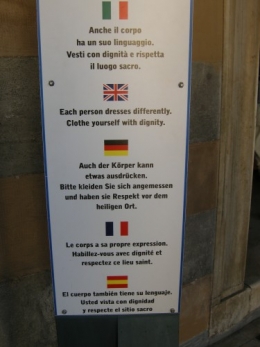 Anche il corpo
ha un suo linguaggio.
Vesti con dignità e rispetta
il luogo sacro.
Each person dresses differently.
Clothe yourself with dignity.
Auch der Körper kann
etwas ausdrücken.
Bitte kleiden Sie sich angemessen
und haben sie Respekt vor dem
heiligen Ort.
Le corps a sa propre expression.
Habillez-vous avec dignité et
respectez ce lieu saint.
El cuerpo también tiene su lenguaje.
Usted vista con dignidad
y respecte el sitio sacro